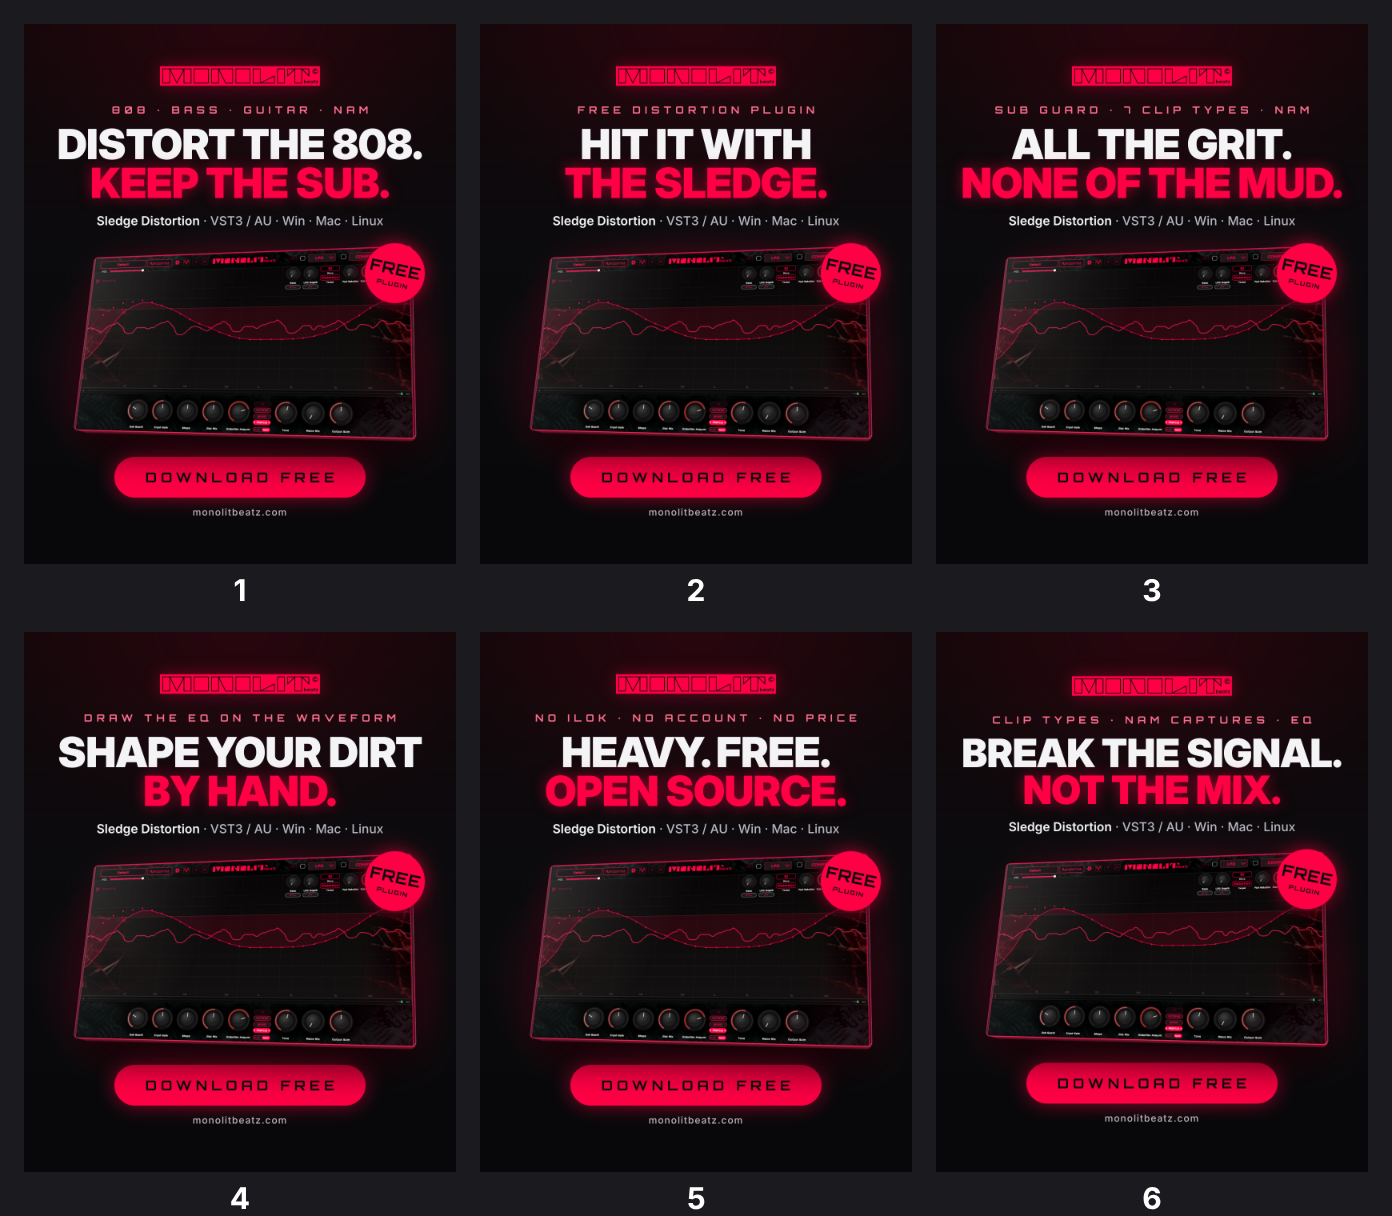 MONOLIT
808 · BASS · GUITAR · NAM
DISTORT THE 808.
KEEP THE SUB.
Sledge Distortion · VST3 / AU · Win · Mac · Linux
FREE
PLUGIN
DOWNLOAD FREE
monolitbeatz.com
1
MONOLIT
FREE DISTORTION PLUGIN
HIT IT WITH
THE SLEDGE.
Sledge Distortion · VST3 / AU · Win · Mac · Linux
FREE
PLUGIN
DOWNLOAD FREE
monolitbeatz.com
2
MONOLIT
SUB GUARD · 7 CLIP TYPES · NAM
ALL THE GRIT.
NONE OF THE MUD.
Sledge Distortion · VST3 / AU · Win · Mac · Linux
FREE
PLUGIN
DOWNLOAD FREE
monolitbeatz.com
3
MONOLIT
DRAW THE EQ ON THE WAVEFORM
SHAPE YOUR DIRT
BY HAND.
Sledge Distortion · VST3 / AU · Win · Mac · Linux
FREE
PLUGIN
DOWNLOAD FREE
monolitbeatz.com
4
MONOLIT
NO ILOK · NO ACCOUNT · NO PRICE
HEAVY. FREE.
OPEN SOURCE.
Sledge Distortion · VST3 / AU · Win · Mac · Linux
FREE
PLUGIN
DOWNLOAD FREE
monolitbeatz.com
5
MONOLIT
CLIP TYPES · NAM CAPTURES · EQ
BREAK THE SIGNAL.
NOT THE MIX.
Sledge Distortion · VST3 / AU · Win · Mac · Linux
FREE
PLUGIN
DOWNLOAD FREE
monolitbeatz.com
6